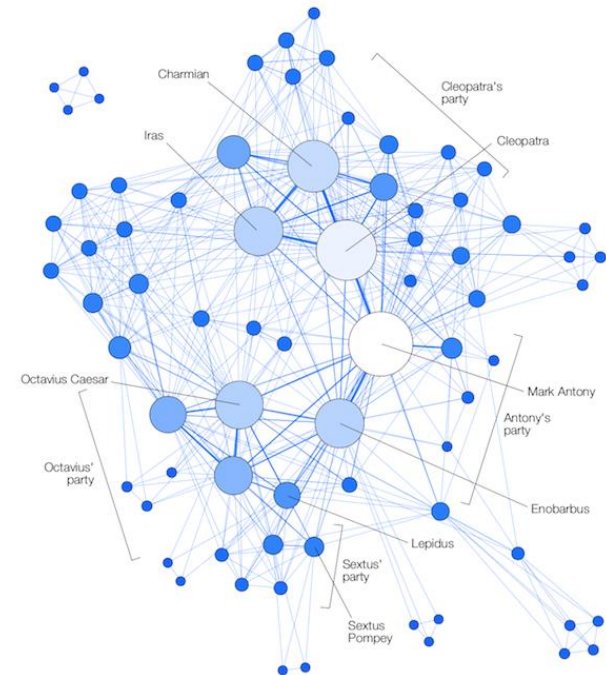 Charmian
Cleopatra's
party
Iras
Cleopatra
Octavius Caesar
Mark Antony
Antony's
party
Octavius'
party
Enobarbus
Lepidus
Sextus'
party
Sextus
Pompey